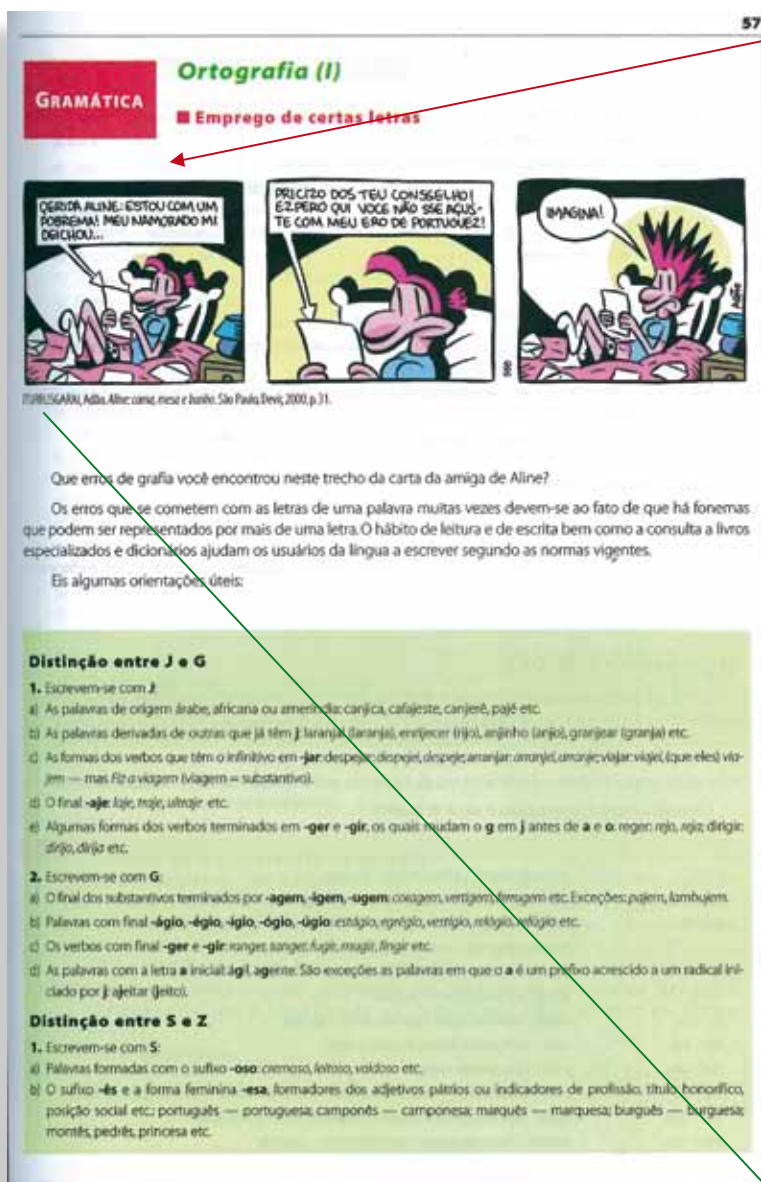 57
GRAMÁTICA
Ortografia (I)
■ Emprego de certas letras
QERIDA ALINE: ESTOU COM UM
POBREMA! MEU NAMORADO MI
DEICHOU...
PRICIZO DOS TEU CONSSELHO!
EZPERO QUI VOCE NÃO SSE AÇUS-
TE COM MEU ERO DE PORTUGUEZ!
IMAGINA!
ITURRUSGARAI, Adão. Aline: cama, mesa e banho. São Paulo, Devir, 2000. p. 31.
Que erros de grafia você encontrou neste trecho da carta da amiga de Aline?
Os erros que se cometem com as letras de uma palavra muitas vezes devem-se ao fato de que há fonemas
que podem ser representados por mais de uma letra. O hábito de leitura e de escrita bem como a consulta a livros
especializados e dicionários ajudam os usuários da língua a escrever segundo as normas vigentes.
Eis algumas orientações úteis:
Distinção entre J e G
1. Escrevem-se com J:
a) As palavras de origem árabe, africana ou ameríndia: canjica, cafajeste, canjerê, pajé etc.
b) As palavras derivadas de outras que já têm j: laranjal (laranja), enrijecer (rijo), anjinho (anjo), granjear (granja) etc.
c) As formas dos verbos que têm o infinitivo em -jar: despejar: despejei, despeje; arranjar: arranjei, arranje; viajar: viajei, (que eles) via-
jem — mas Fiz a viagem (viagem = substantivo).
d) O final -aje: laje, traje, ultraje etc.
e) Algumas formas dos verbos terminados em -ger e -gir, os quais mudam o g em j antes de a e o: reger: rejo, reja; dirigir:
dirijo, dirija etc.
2. Escrevem-se com G:
a) O final dos substantivos terminados por -agem, -igem, -ugem: coragem, vertigem, ferrugem etc. Exceções: pajem, lambujem.
b) Palavras com final -ágio, -égio, -ígio, -ógio, -úgio: estágio, egrégio, vestígio, relógio, refúgio etc.
c) Os verbos com final -ger e -gir: ranger, tanger, fugir, mugir, fingir etc.
d) As palavras com a letra a inicial: ágil, agente. São exceções as palavras em que o a é um prefixo acrescido a um radical ini-
ciado por j: ajeitar (jeito).
Distinção entre S e Z
1. Escrevem-se com S:
a) Palavras formadas com o sufixo -oso: cremoso, leitoso, vaidoso etc.
b) O sufixo -ês e a forma feminina -esa, formadores dos adjetivos pátrios ou indicadores de profissão, título honorífico,
posição social etc.: português — portuguesa; camponês — camponesa; marquês — marquesa; burguês — burguesa;
montês, pedrês, princesa etc.